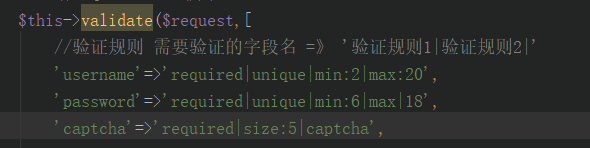 $this->validate($request,[
//验证规则 需要验证的字段名 =》 '验证规则1|验证规则2|'
'username'=>'required|unique|min:2|max:20',
'password'=>'required|unique|min:6|max|18',
'captcha'=>'required|size:5|captcha',